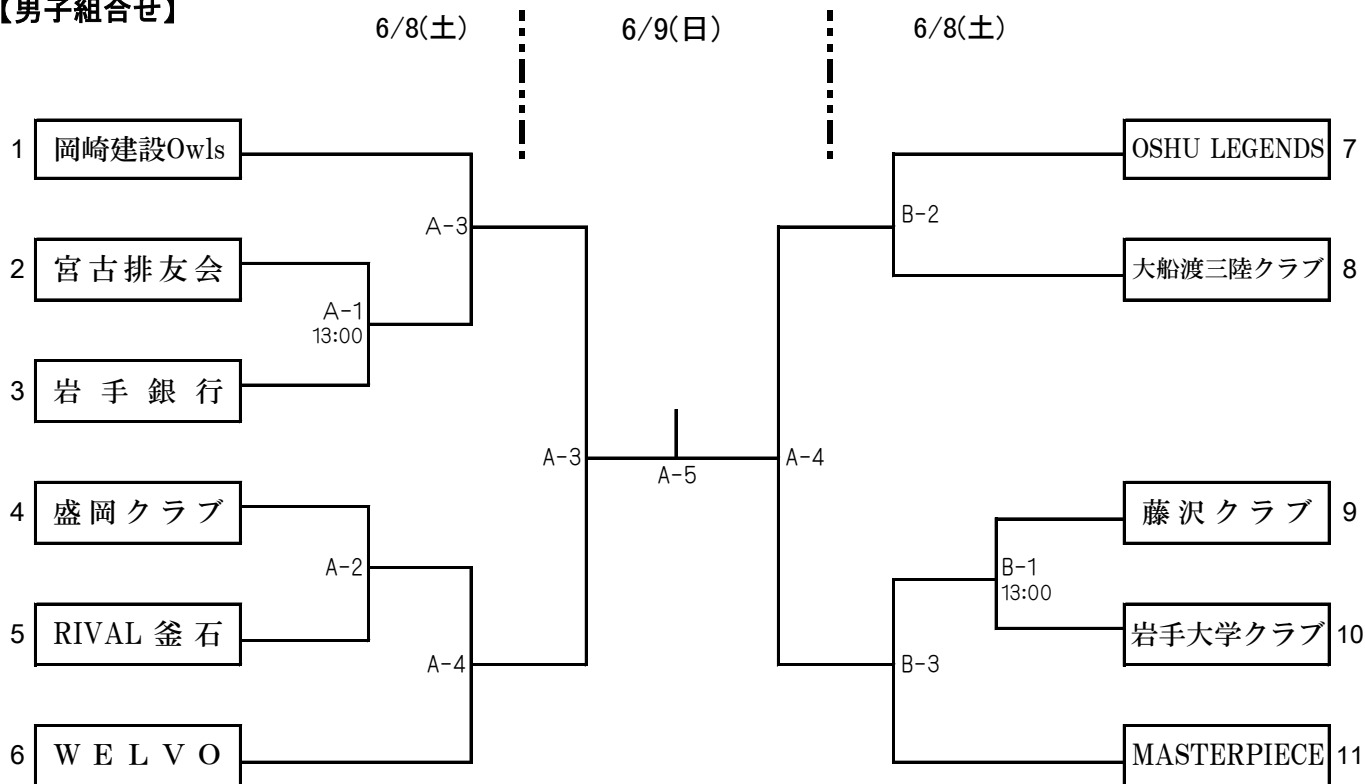 【男子組合せ】
6/8(土)
6/9(日)
6/8(土)
1 岡崎建設Owls
2 宮古排友会
3 岩手銀行
4 盛岡クラブ
5 RIVAL 釜石
6 WELVO
A-3
A-1
13:00
A-2
A-4
A-3
A-5
A-4
B-2
B-1
13:00
B-3
OSHU LEGENDS 7
大船渡三陸クラブ 8
藤沢クラブ 9
岩手大学クラブ 10
MASTERPIECE 11